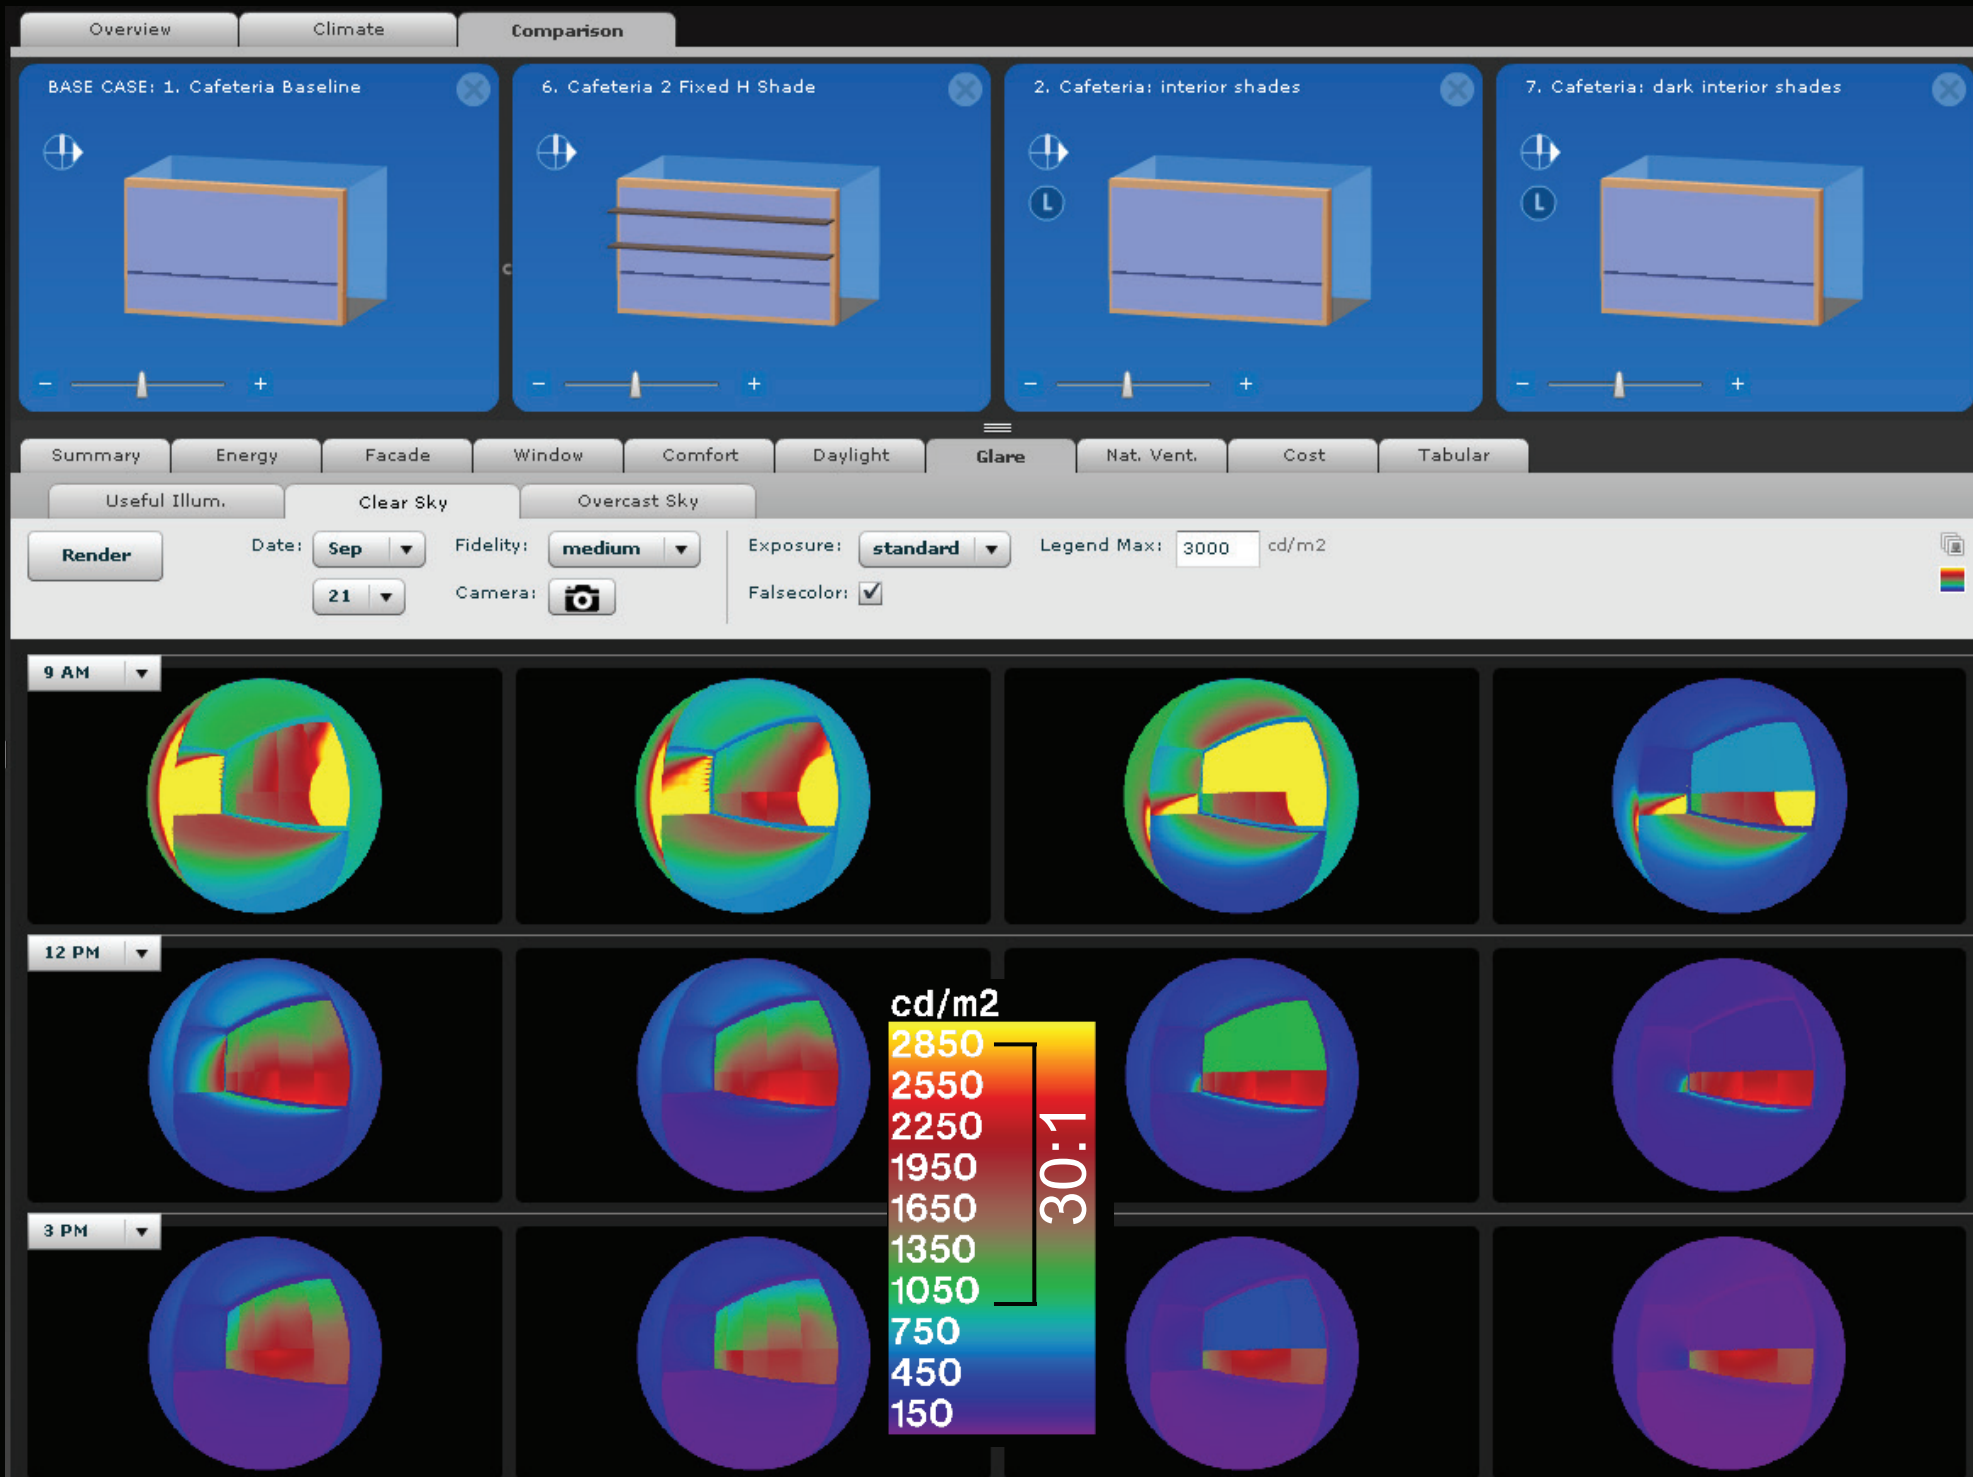 Overview Climate Comparison
BASE CASE: 1. Cafeteria Baseline
6. Cafeteria 2 Fixed H Shade
2. Cafeteria: interior shades
7. Cafeteria: dark interior shades
L
L
− +
− +
− +
− +
Summary Energy Facade Window Comfort Daylight Glare Nat. Vent. Cost Tabular
Useful Illum. Clear Sky Overcast Sky
Render Date: Sep Fidelity: medium Exposure: standard Legend Max: 3000 cd/m2
21 Camera: Falsecolor:
9 AM
12 PM
cd/m2
2850
2550
2250
1950
1650
1350
1050
750
450
150
30:1
3 PM